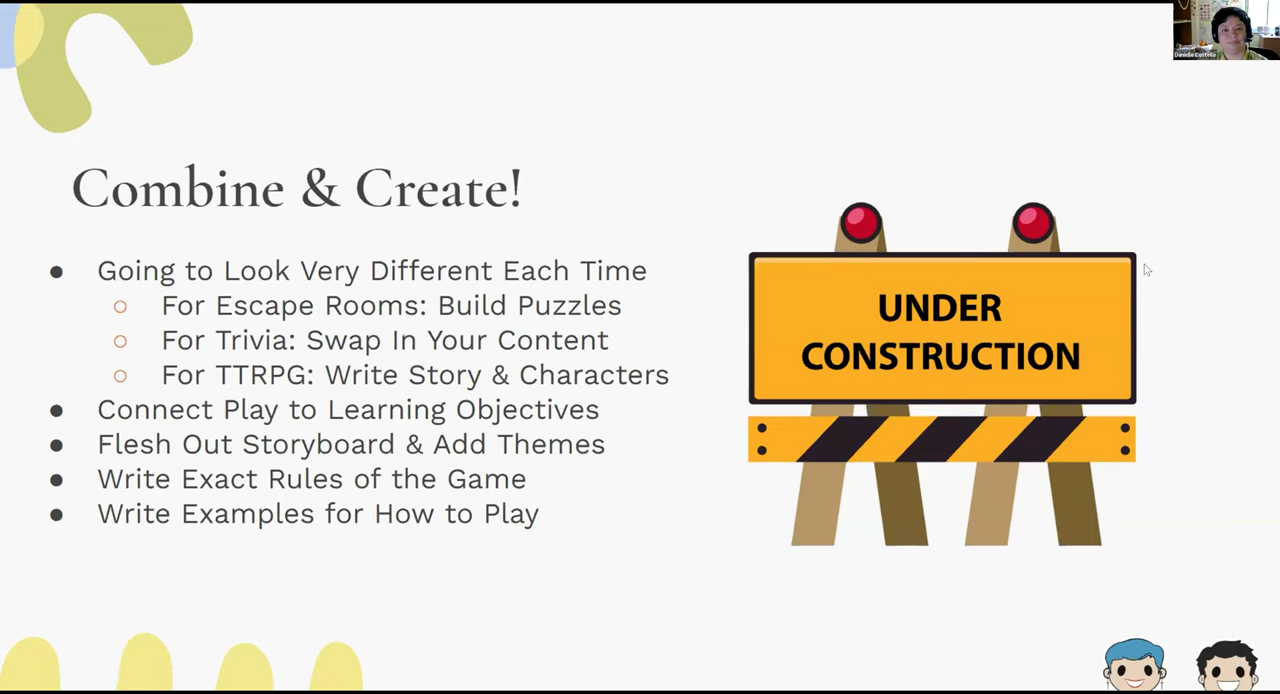 Danielle Costello
Combine & Create!
● Going to Look Very Different Each Time
○ For Escape Rooms: Build Puzzles
○ For Trivia: Swap In Your Content
○ For TTRPG: Write Story & Characters
● Connect Play to Learning Objectives
● Flesh Out Storyboard & Add Themes
● Write Exact Rules of the Game
● Write Examples for How to Play
UNDER
CONSTRUCTION